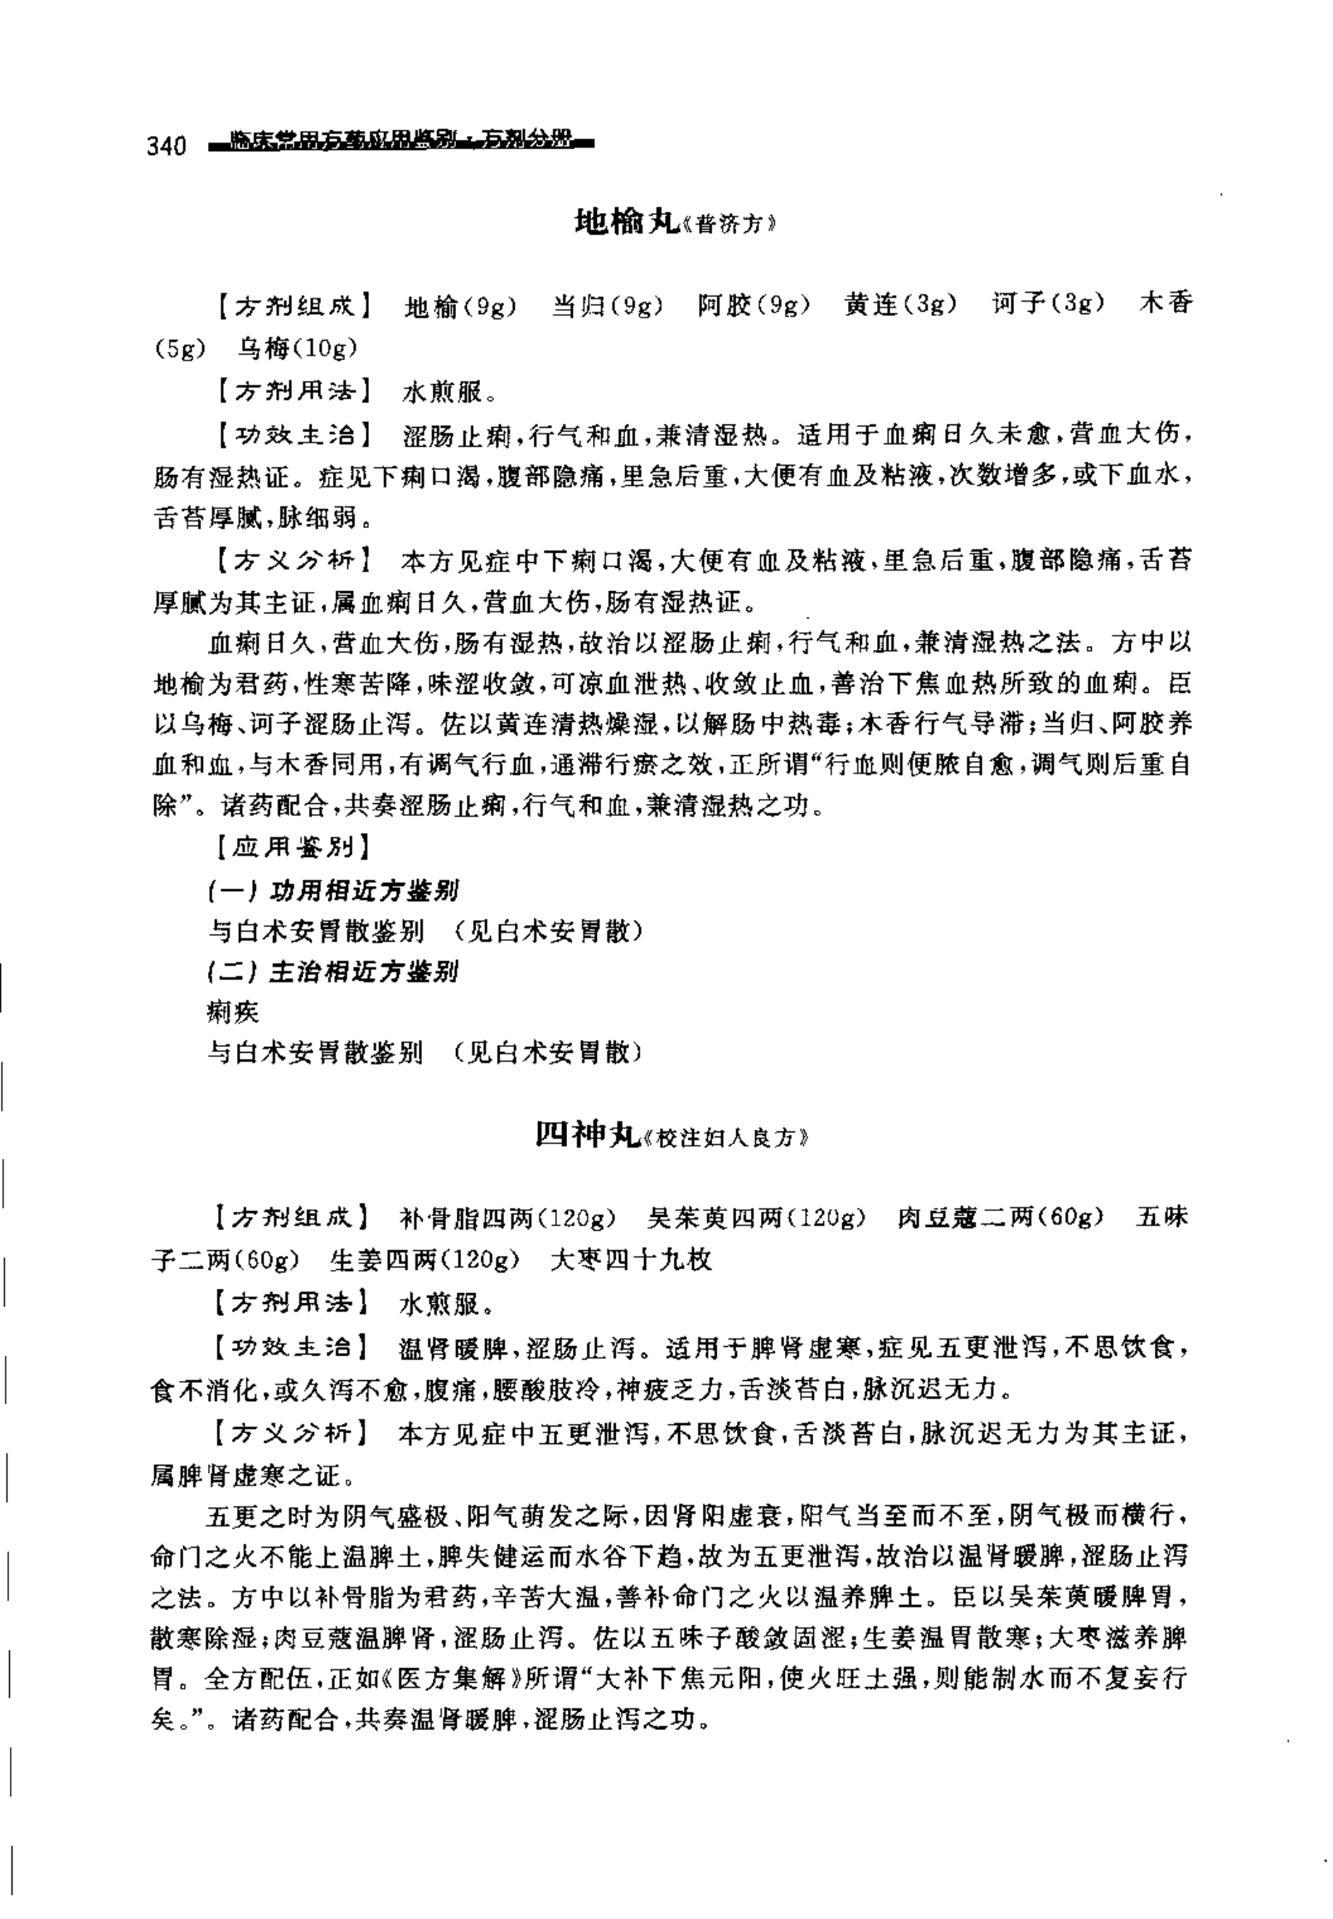 340 临床常用方药应用鉴别·方剂分册
地榆丸《普济方》
【方剂组成】 地榆(9g) 当归(9g) 阿胶(9g) 黄连(3g) 诃子(3g) 木香
(5g) 乌梅(10g)
【方剂用法】 水煎服。
【功效主治】 涩肠止痢,行气和血,兼清湿热。适用于血痢日久未愈,营血大伤,
肠有湿热证。症见下痢口渴,腹部隐痛,里急后重,大便有血及粘液,次数增多,或下血水,
舌苔厚腻,脉细弱。
【方义分析】 本方见症中下痢口渴,大便有血及粘液、里急后重,腹部隐痛,舌苔
厚腻为其主证,属血痢日久,营血大伤,肠有湿热证。
血痢日久,营血大伤,肠有湿热,故治以涩肠止痢,行气和血,兼清湿热之法。方中以
地榆为君药,性寒苦降,味涩收敛,可凉血泄热、收敛止血,善治下焦血热所致的血痢。臣
以乌梅、诃子涩肠止泻。佐以黄连清热燥湿,以解肠中热毒;木香行气导滞;当归、阿胶养
血和血,与木香同用,有调气行血,通滞行瘀之效,正所谓“行血则便脓自愈,调气则后重自
除”。诸药配合,共奏涩肠止痢,行气和血,兼清湿热之功。
【应用鉴别】
(一)功用相近方鉴别
与白术安胃散鉴别 (见白术安胃散)
(二)主治相近方鉴别
痢疾
与白术安胃散鉴别 (见白术安胃散)
四神丸《校注妇人良方》
【方剂组成】 补骨脂四两(120g) 吴茱萸四两(120g) 肉豆蔻二两(60g) 五味
子二两(60g) 生姜四两(120g) 大枣四十九枚
【方剂用法】 水煎服。
【功效主治】 温肾暖脾,涩肠止泻。适用于脾肾虚寒,症见五更泄泻,不思饮食,
食不消化,或久泻不愈,腹痛,腰酸肢冷,神疲乏力,舌淡苔白,脉沉迟无力。
【方义分析】 本方见症中五更泄泻,不思饮食,舌淡苔白,脉沉迟无力为其主证,
属脾肾虚寒之证。
五更之时为阴气盛极、阳气萌发之际,因肾阳虚衰,阳气当至而不至,阴气极而横行,
命门之火不能上温脾土,脾失健运而水谷下趋,故为五更泄泻,故治以温肾暖脾,涩肠止泻
之法。方中以补骨脂为君药,辛苦大温,善补命门之火以温养脾土。臣以吴茱萸暖脾胃,
散寒除湿;肉豆蔻温脾肾,涩肠止泻。佐以五味子酸敛固涩;生姜温胃散寒;大枣滋养脾
胃。全方配伍,正如《医方集解》所谓“大补下焦元阳,使火旺土强,则能制水而不复妄行
矣。”。诸药配合,共奏温肾暖脾,涩肠止泻之功。